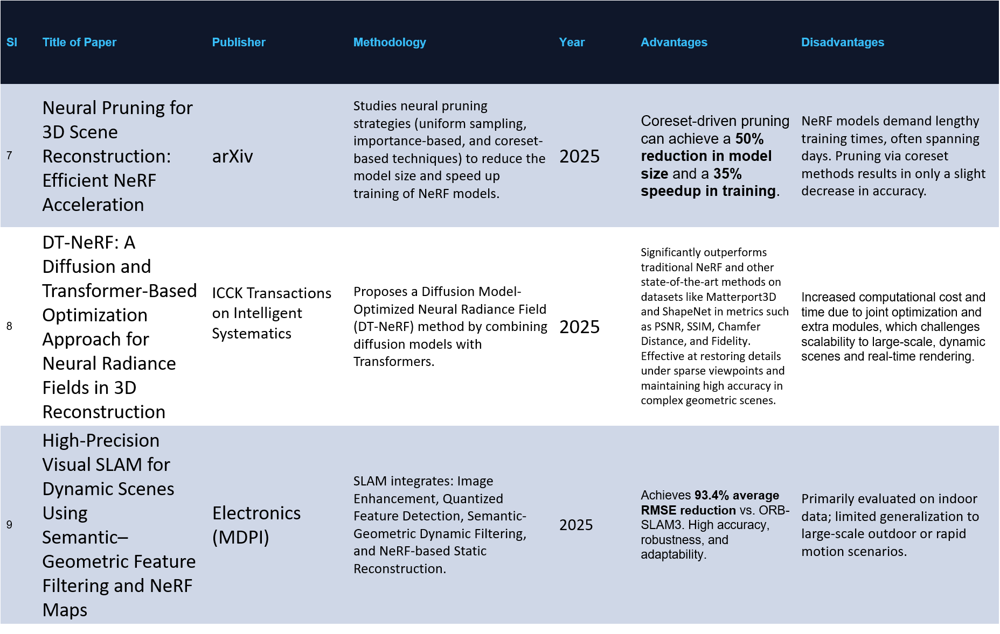 Sl Title of Paper Publisher Methodology Year Advantages Disadvantages
7
Neural Pruning for
3D Scene
Reconstruction:
Efficient NeRF
Acceleration
arXiv
Studies neural pruning
strategies (uniform sampling,
importance-based, and coreset-
based techniques) to reduce the
model size and speed up
training of NeRF models.
2025
Coreset-driven pruning
can achieve a 50%
reduction in model
size and a 35%
speedup in training.
NeRF models demand lengthy
training times, often spanning
days. Pruning via coreset
methods results in only a slight
decrease in accuracy.
8
DT-NeRF: A
Diffusion and
Transformer-Based
Optimization
Approach for
Neural Radiance
Fields in 3D
Reconstruction
ICCK Transactions
on Intelligent
Systematics
Proposes a Diffusion Model-
Optimized Neural Radiance Field
(DT-NeRF) method by combining
diffusion models with
Transformers.
2025
Significantly outperforms
traditional NeRF and other
state-of-the-art methods on
datasets like Matterport3D
and ShapeNet in metrics such
as PSNR, SSIM, Chamfer
Distance, and Fidelity.
Effective at restoring details
under sparse viewpoints and
maintaining high accuracy in
complex geometric scenes.
Increased computational cost and
time due to joint optimization and
extra modules, which challenges
scalability to large-scale, dynamic
scenes and real-time rendering.
9
High-Precision
Visual SLAM for
Dynamic Scenes
Using
Semantic–
Geometric Feature
Filtering and NeRF
Maps
Electronics
(MDPI)
SLAM integrates: Image
Enhancement, Quantized
Feature Detection, Semantic-
Geometric Dynamic Filtering,
and NeRF-based Static
Reconstruction.
2025
Achieves 93.4% average
RMSE reduction vs. ORB-
SLAM3. High accuracy,
robustness, and
adaptability.
Primarily evaluated on indoor
data; limited generalization to
large-scale outdoor or rapid
motion scenarios.